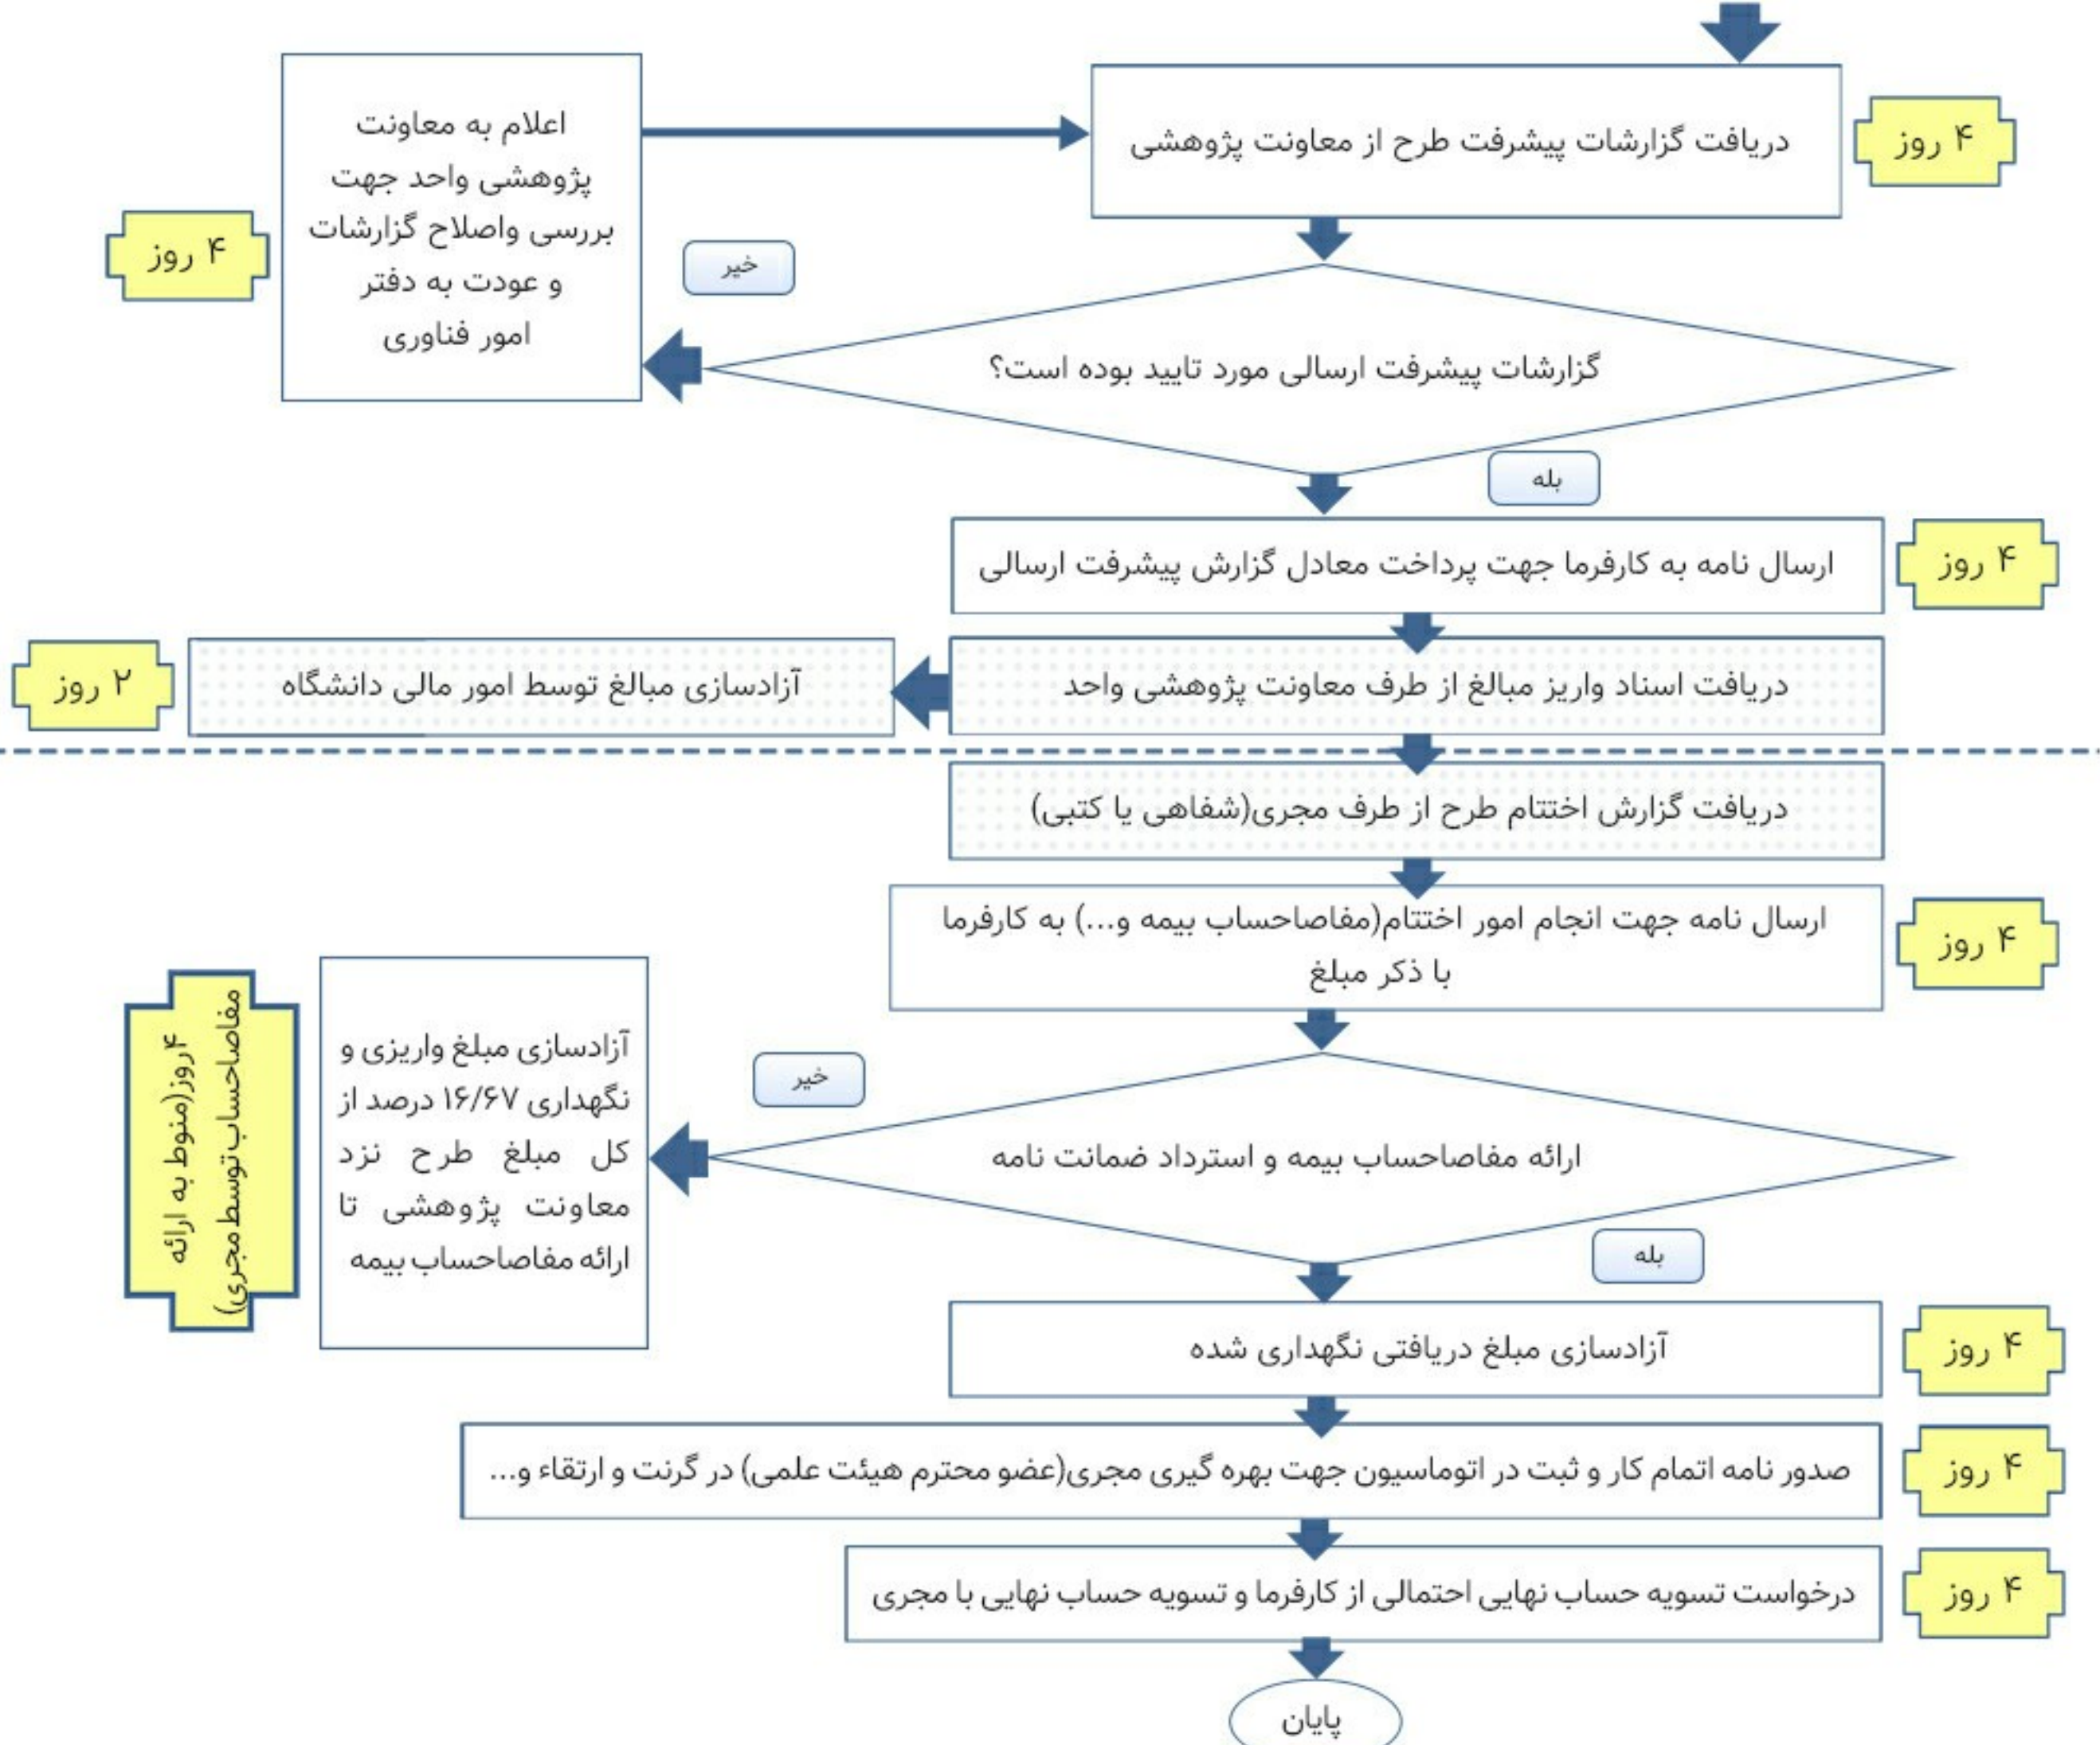 دریافت گزارشات پیشرفت طرح از معاونت پژوهشی
۴ روز
اعلام به معاونت
پژوهشی واحد جهت
بررسی واصلاح گزارشات
و عودت به دفتر
امور فناوری
۴ روز
خیر
گزارشات پیشرفت ارسالی مورد تایید بوده است؟
بله
ارسال نامه به کارفرما جهت پرداخت معادل گزارش پیشرفت ارسالی
۴ روز
دریافت اسناد واریز مبالغ از طرف معاونت پژوهشی واحد
آزادسازی مبالغ توسط امور مالی دانشگاه
۲ روز
دریافت گزارش اختتام طرح از طرف مجری(شفاهی یا کتبی)
ارسال نامه جهت انجام امور اختتام(مفاصاحساب بیمه و...) به کارفرما
با ذکر مبلغ
۴ روز
خیر
ارائه مفاصاحساب بیمه و استرداد ضمانت نامه
آزادسازی مبلغ واریزی و
نگهداری ۱۶/۶۷ درصد از
کل مبلغ طرح نزد
معاونت پژوهشی تا
ارائه مفاصاحساب بیمه
۴روز(منوط به ارائه
مفاصاحساب توسط مجری)
بله
آزادسازی مبلغ دریافتی نگهداری شده
۴ روز
صدور نامه اتمام کار و ثبت در اتوماسیون جهت بهره گیری مجری(عضو محترم هیئت علمی) در گرنت و ارتقاء و...
۴ روز
درخواست تسویه حساب نهایی احتمالی از کارفرما و تسویه حساب نهایی با مجری
۴ روز
پایان